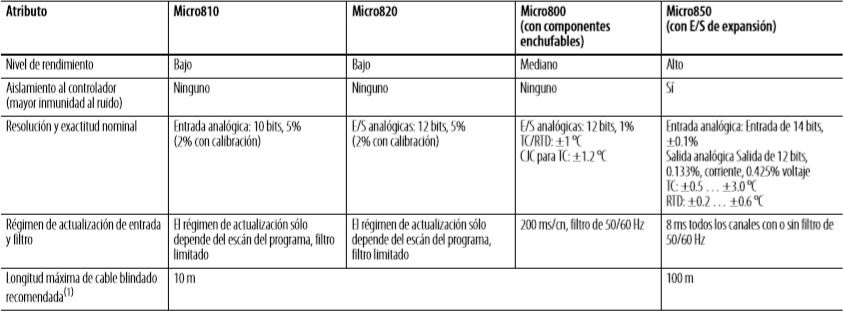 Atributo Micro810 Micro820 Micro800 (con componentes enchufables) Micro850 (con E/S de expansión)
Nivel de rendimiento Bajo Bajo Mediano Alto
Aislamiento al controlador (mayor inmunidad al ruido) Ninguno Ninguno Ninguno Sí
Resolución y exactitud nominal
Entrada analógica: 10 bits, 5%
(2% con calibración)
E/S analógicas: 12 bits, 5%
(2% con calibración)
E/S analógicas: 12 bits, 1%
TC/RTD: ±1 °C
CJC para TC: ±1.2 °C
Entrada analógica: Entrada de 14 bits,
±0.1%
Salida analógica Salida de 12 bits,
0.133%, corriente, 0.425% voltaje
TC: ±0.5 … ±3.0 °C
RTD: ±0.2 … ±0.6 °C
Régimen de actualización de entrada
y filtro
El régimen de actualización sólo
depende del escán del programa, filtro
limitado
El régimen de actualización sólo
depende del escán del programa,
filtro limitado
200 ms/cn, filtro de 50/60 Hz
8 ms todos los canales con o sin filtro de
50/60 Hz
Longitud máxima de cable blindado
recomendada(1)
10 m
100 m